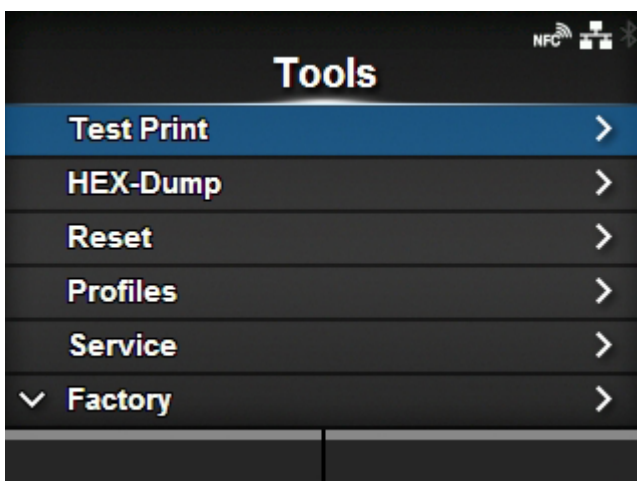 NFC
Tools
Test Print
HEX-Dump
Reset
Profiles
Service
Factory